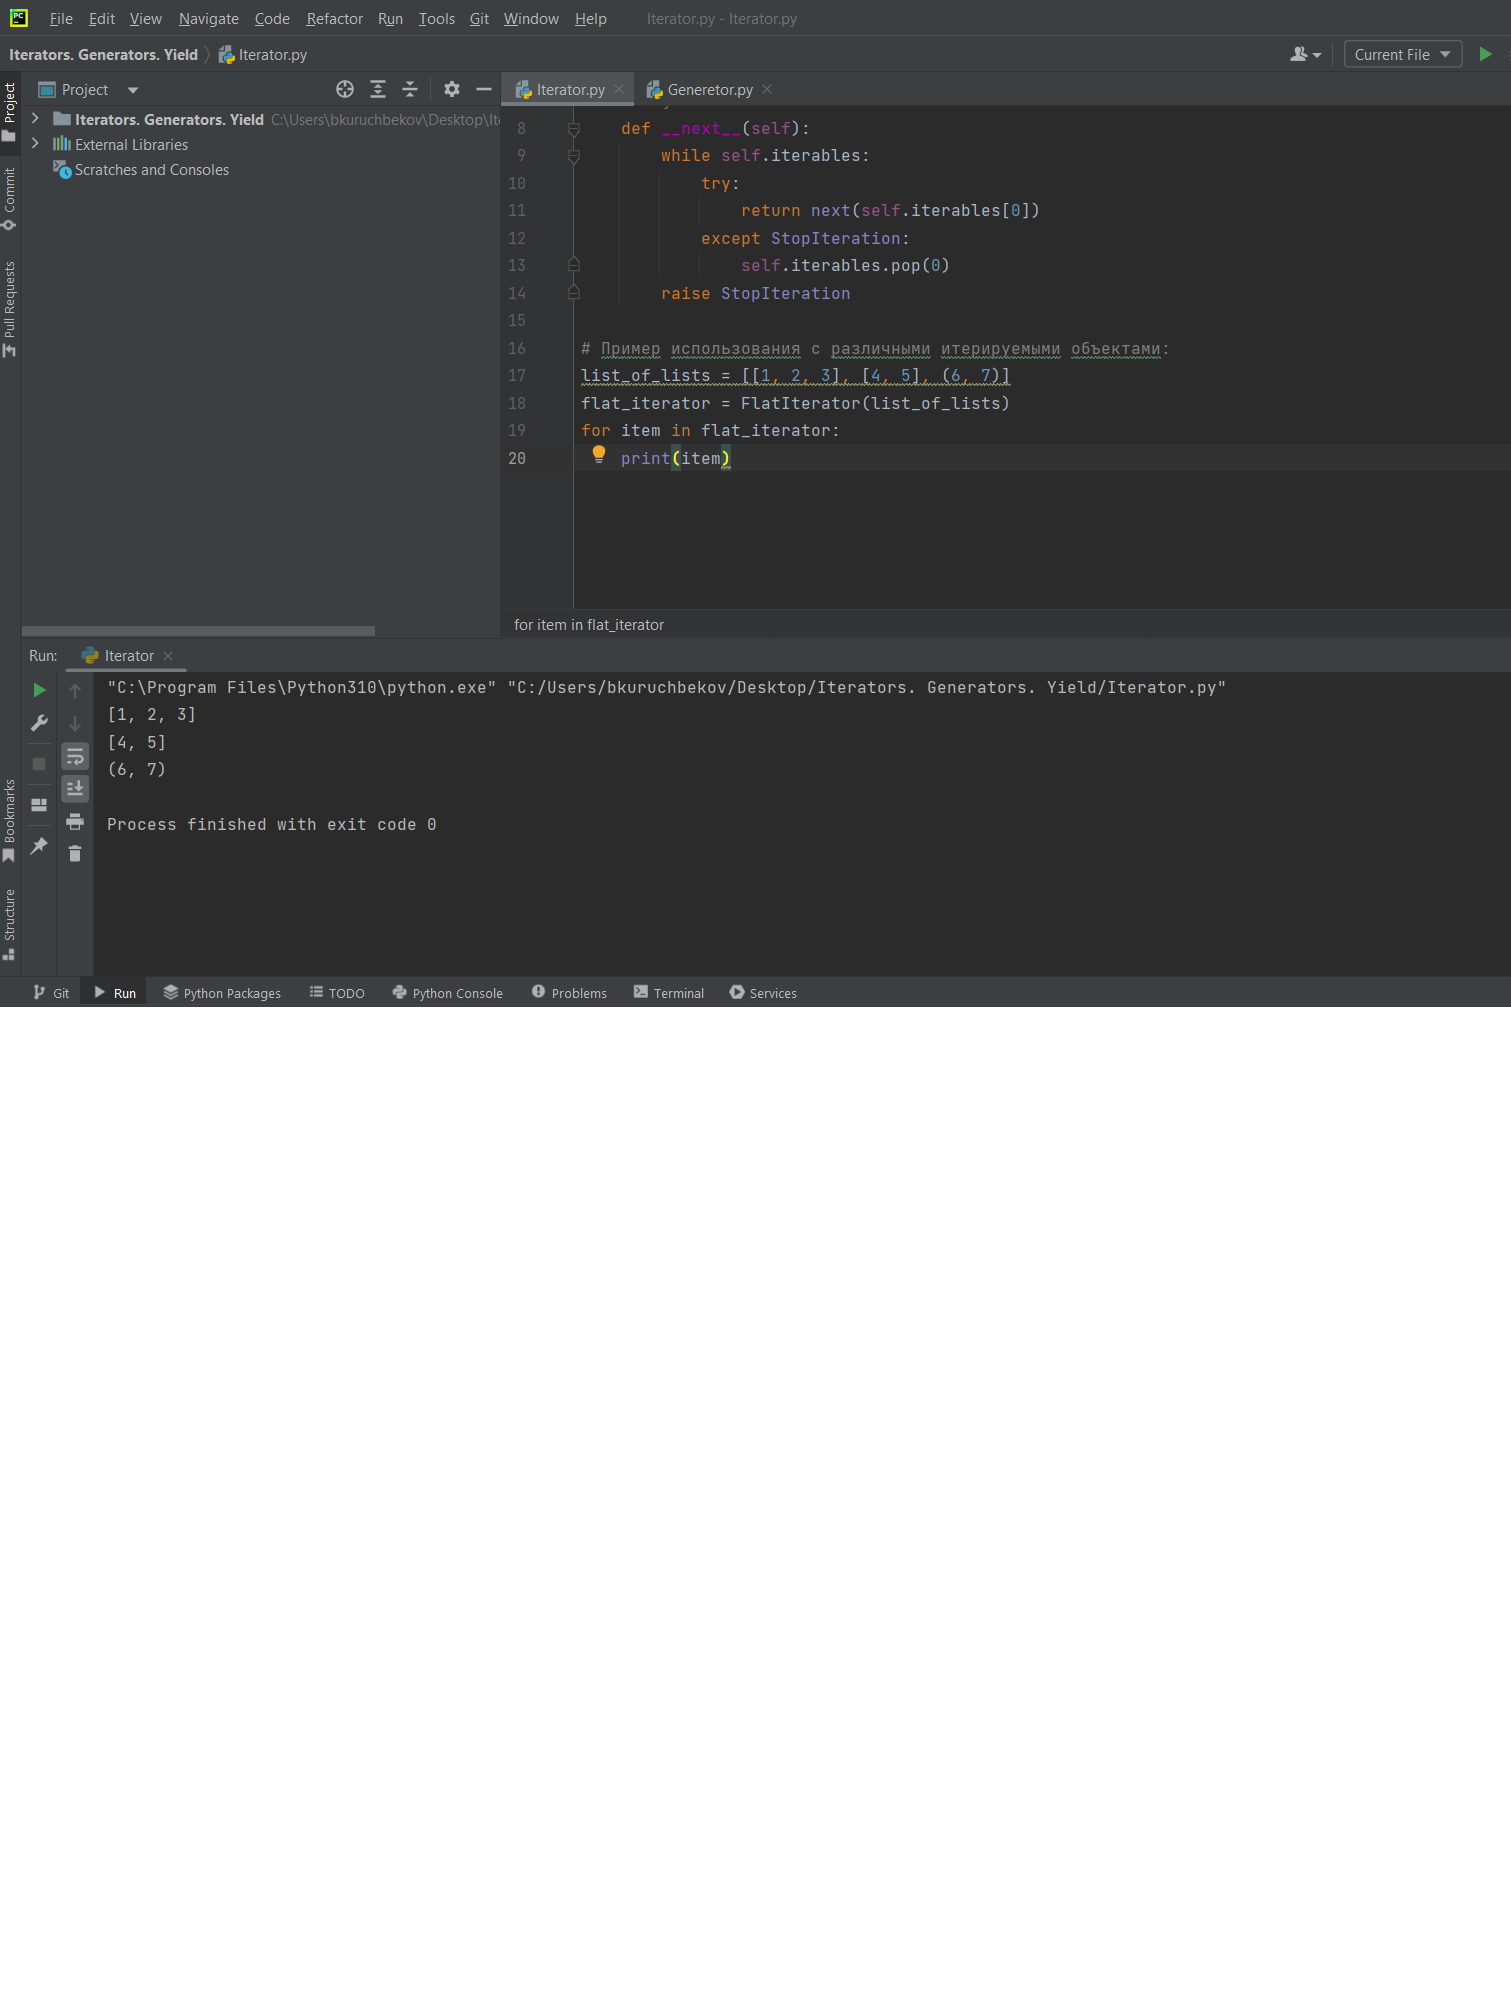 File Edit View Navigate Code Refactor Run Tools Git Window Help Iterator.py - Iterator.py
Iterators. Generators. Yield Iterator.py Current File
Project
Iterator.py Generetor.py
Iterators. Generators. Yield C:\Users\bkuruchbekov\Desktop\Ite
External Libraries
Scratches and Consoles
Project
Commit
Pull Requests
Bookmarks
Structure
8 def __next__(self):
9 while self.iterables:
10 try:
11 return next(self.iterables[0])
12 except StopIteration:
13 self.iterables.pop(0)
14 raise StopIteration
15
16 # Пример использования с различными итерируемыми объектами:
17 list_of_lists = [[1, 2, 3], [4, 5], (6, 7)]
18 flat_iterator = FlatIterator(list_of_lists)
19 for item in flat_iterator:
20 print(item)
for item in flat_iterator
Run: Iterator
"C:\Program Files\Python310\python.exe" "C:/Users/bkuruchbekov/Desktop/Iterators. Generators. Yield/Iterator.py"
[1, 2, 3]
[4, 5]
(6, 7)
Process finished with exit code 0
Git Run Python Packages TODO Python Console Problems Terminal Services